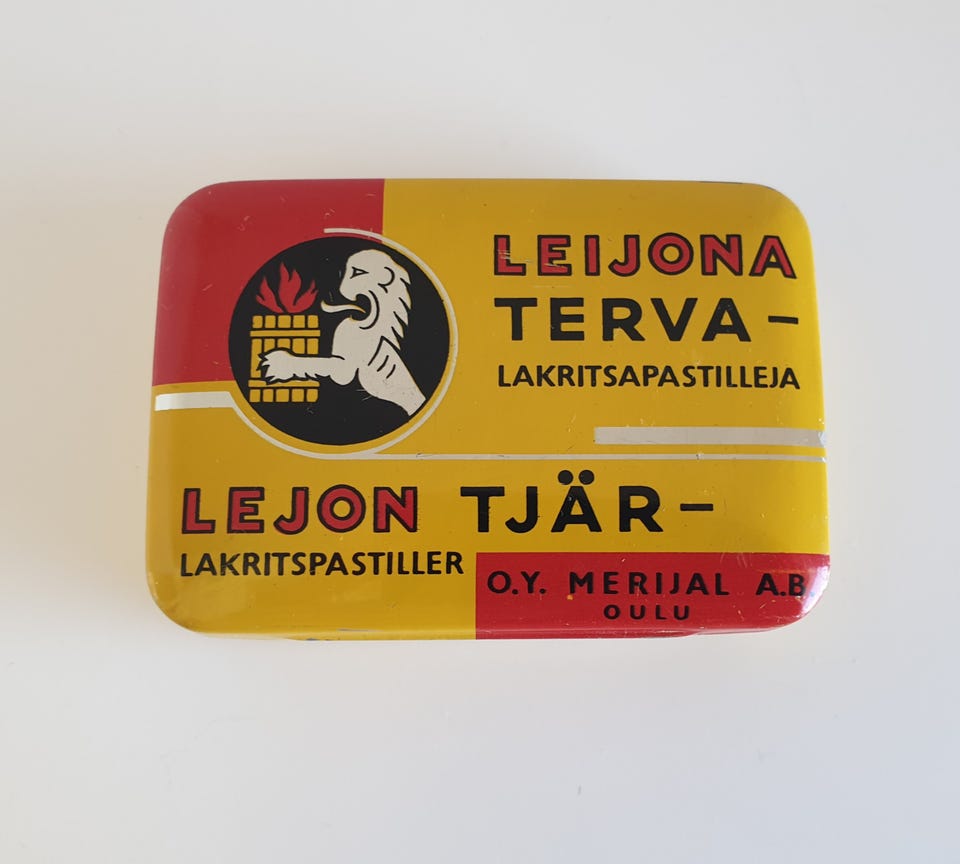 LEIJONA
TERVA-
LAKRITSAPASTILLEJA
LEJON TJÄR-
LAKRITSPASTILLER
O.Y. MERIJAL A.B
OULU